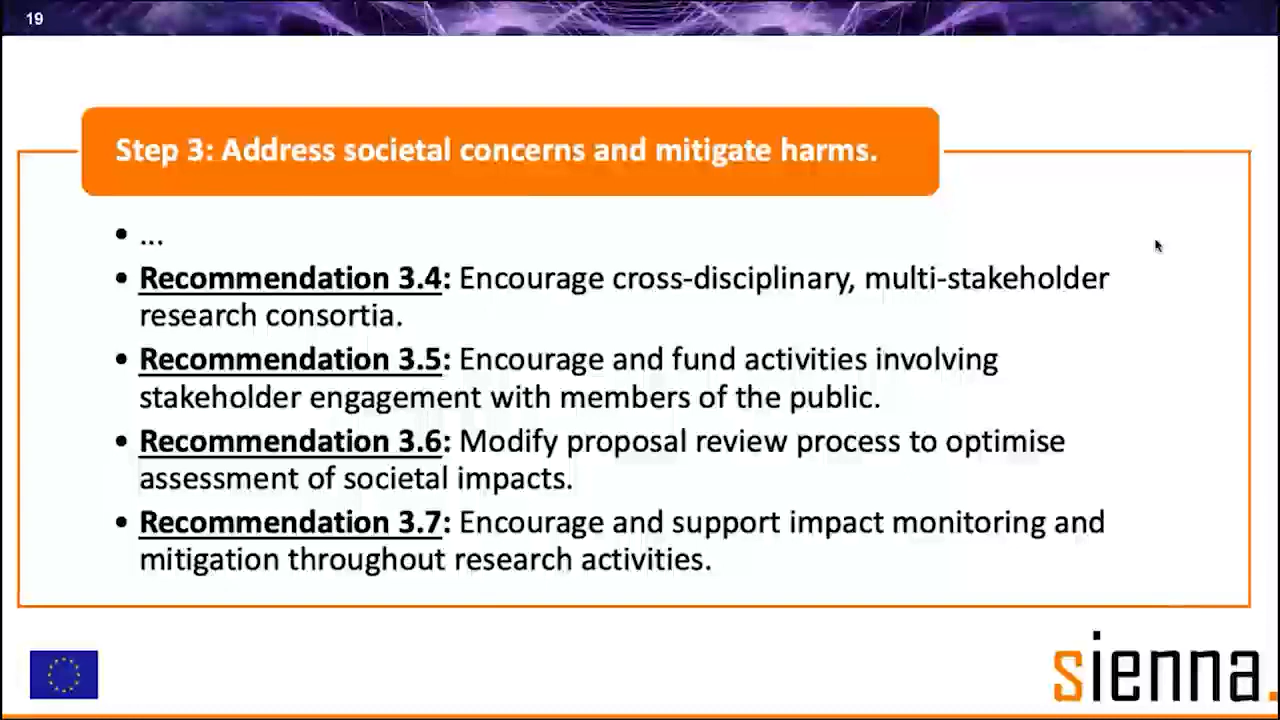 19
Step 3: Address societal concerns and mitigate harms.
• ...
• Recommendation 3.4: Encourage cross-disciplinary, multi-stakeholder
research consortia.
• Recommendation 3.5: Encourage and fund activities involving
stakeholder engagement with members of the public.
• Recommendation 3.6: Modify proposal review process to optimise
assessment of societal impacts.
• Recommendation 3.7: Encourage and support impact monitoring and
mitigation throughout research activities.
sienna.